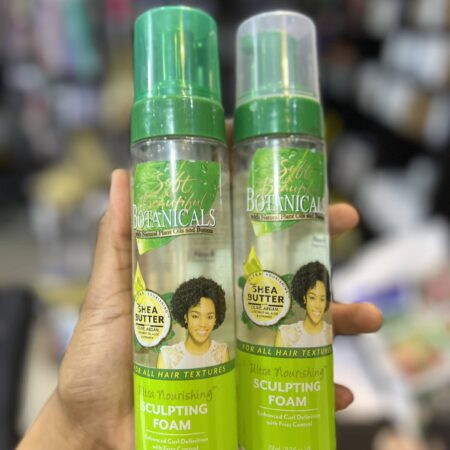 Soft
Beautiful
BOTANICALS
with Natural Plant Oils and Butters
SHEA
BUTTER
FOR ALL HAIR TEXTURES
Ultra Nourishing™
SCULPTING
FOAM
Enhanced Curl Definition
with Frizz Control
Soft
Beautiful
BOTANICALS
with Natural Plant Oils and Butters
SHEA
BUTTER
FOR ALL HAIR TEXTURES
Ultra Nourishing™
SCULPTING
FOAM
Enhanced Curl Definition
with Frizz Control